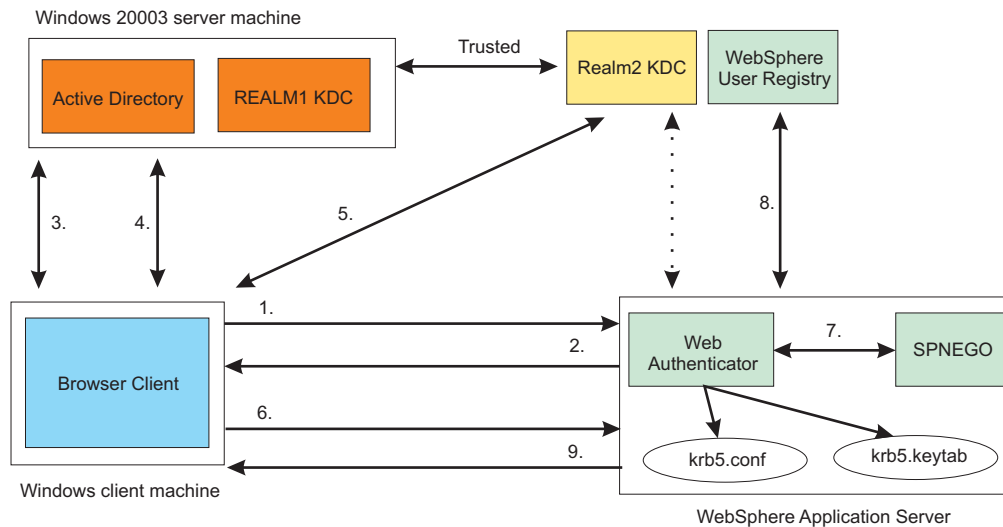 Windows 20003 server machine
Trusted
Active Directory
REALM1 KDC
Realm2 KDC
WebSphere
User Registry
3.
4.
5.
8.
1.
2.
6.
9.
Browser Client
Web
Authenticator
7.
SPNEGO
krb5.conf
krb5.keytab
Windows client machine
WebSphere Application Server